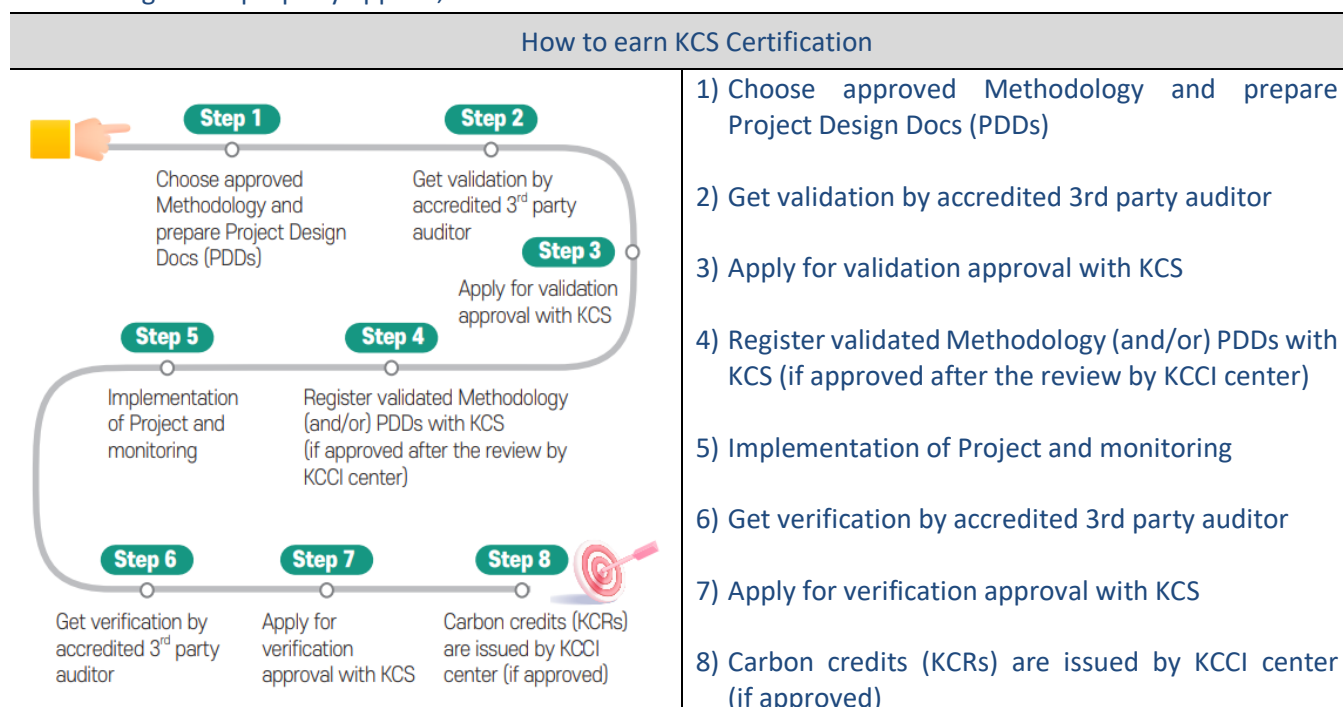 How to earn KCS Certification
Step 1
Choose approved
Methodology and
prepare Project Design
Docs (PDDs)
Step 2
Get validation by
accredited 3rd party
auditor
Step 3
Apply for validation
approval with KCS
Step 4
Register validated Methodology
(and/or) PDDs with KCS
(if approved after the review by
KCCI center)
Step 5
Implementation
of Project and
monitoring
Step 6
Get verification by
accredited 3rd party
auditor
Step 7
Apply for
verification
approval with KCS
Step 8
Carbon credits (KCRs)
are issued by KCCI
center (if approved)
1) Choose approved Methodology and prepare
Project Design Docs (PDDs)
2) Get validation by accredited 3rd party auditor
3) Apply for validation approval with KCS
4) Register validated Methodology (and/or) PDDs with
KCS (if approved after the review by KCCI center)
5) Implementation of Project and monitoring
6) Get verification by accredited 3rd party auditor
7) Apply for verification approval with KCS
8) Carbon credits (KCRs) are issued by KCCI center
(if approved)